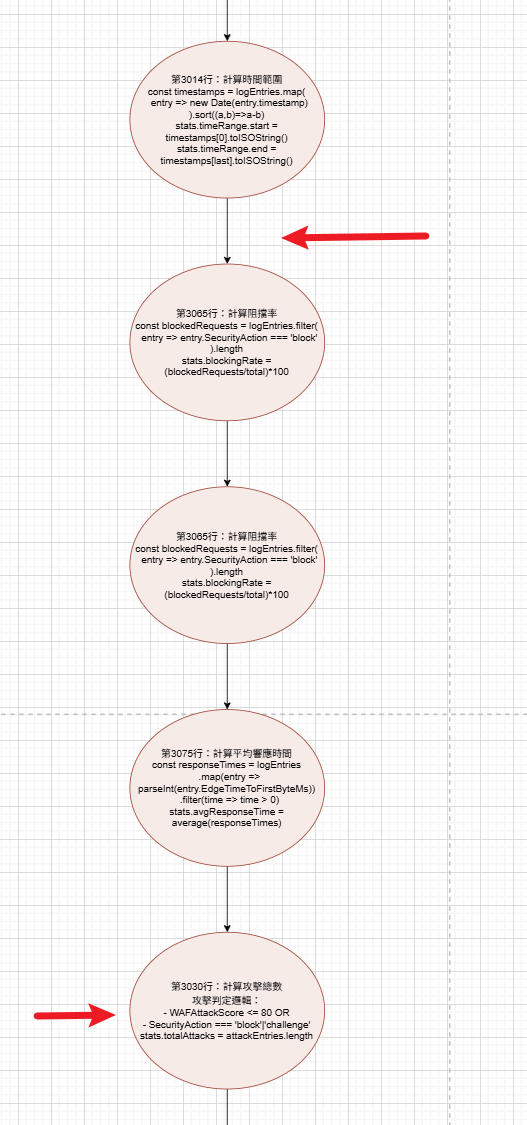 第3014行：計算時間範圍
const timestamps = logEntries.map(
entry => new Date(entry.timestamp)
).sort((a,b)=>a-b)
stats.timeRange.start =
timestamps[0].toISOString()
stats.timeRange.end =
timestamps[last].toISOString()
第3065行：計算阻擋率
const blockedRequests = logEntries.filter(
entry => entry.SecurityAction === 'block'
).length
stats.blockingRate =
(blockedRequests/total)*100
第3065行：計算阻擋率
const blockedRequests = logEntries.filter(
entry => entry.SecurityAction === 'block'
).length
stats.blockingRate =
(blockedRequests/total)*100
第3075行：計算平均響應時間
const responseTimes = logEntries
.map(entry =>
parseInt(entry.EdgeTimeToFirstByteMs))
.filter(time => time > 0)
stats.avgResponseTime =
average(responseTimes)
第3030行：計算攻擊總數
攻擊判定邏輯：
- WAFAttackScore <= 80 OR
- SecurityAction === 'block'|'challenge'
stats.totalAttacks = attackEntries.length